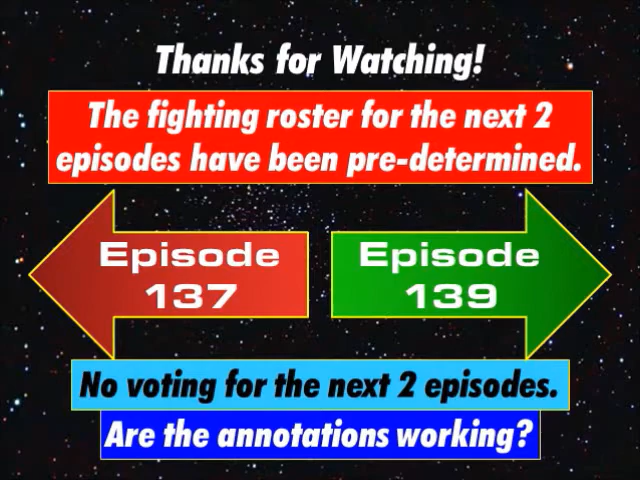 Thanks for Watching!
The fighting roster for the next 2
episodes have been pre-determined.
Episode
137
Episode
139
No voting for the next 2 episodes.
Are the annotations working?